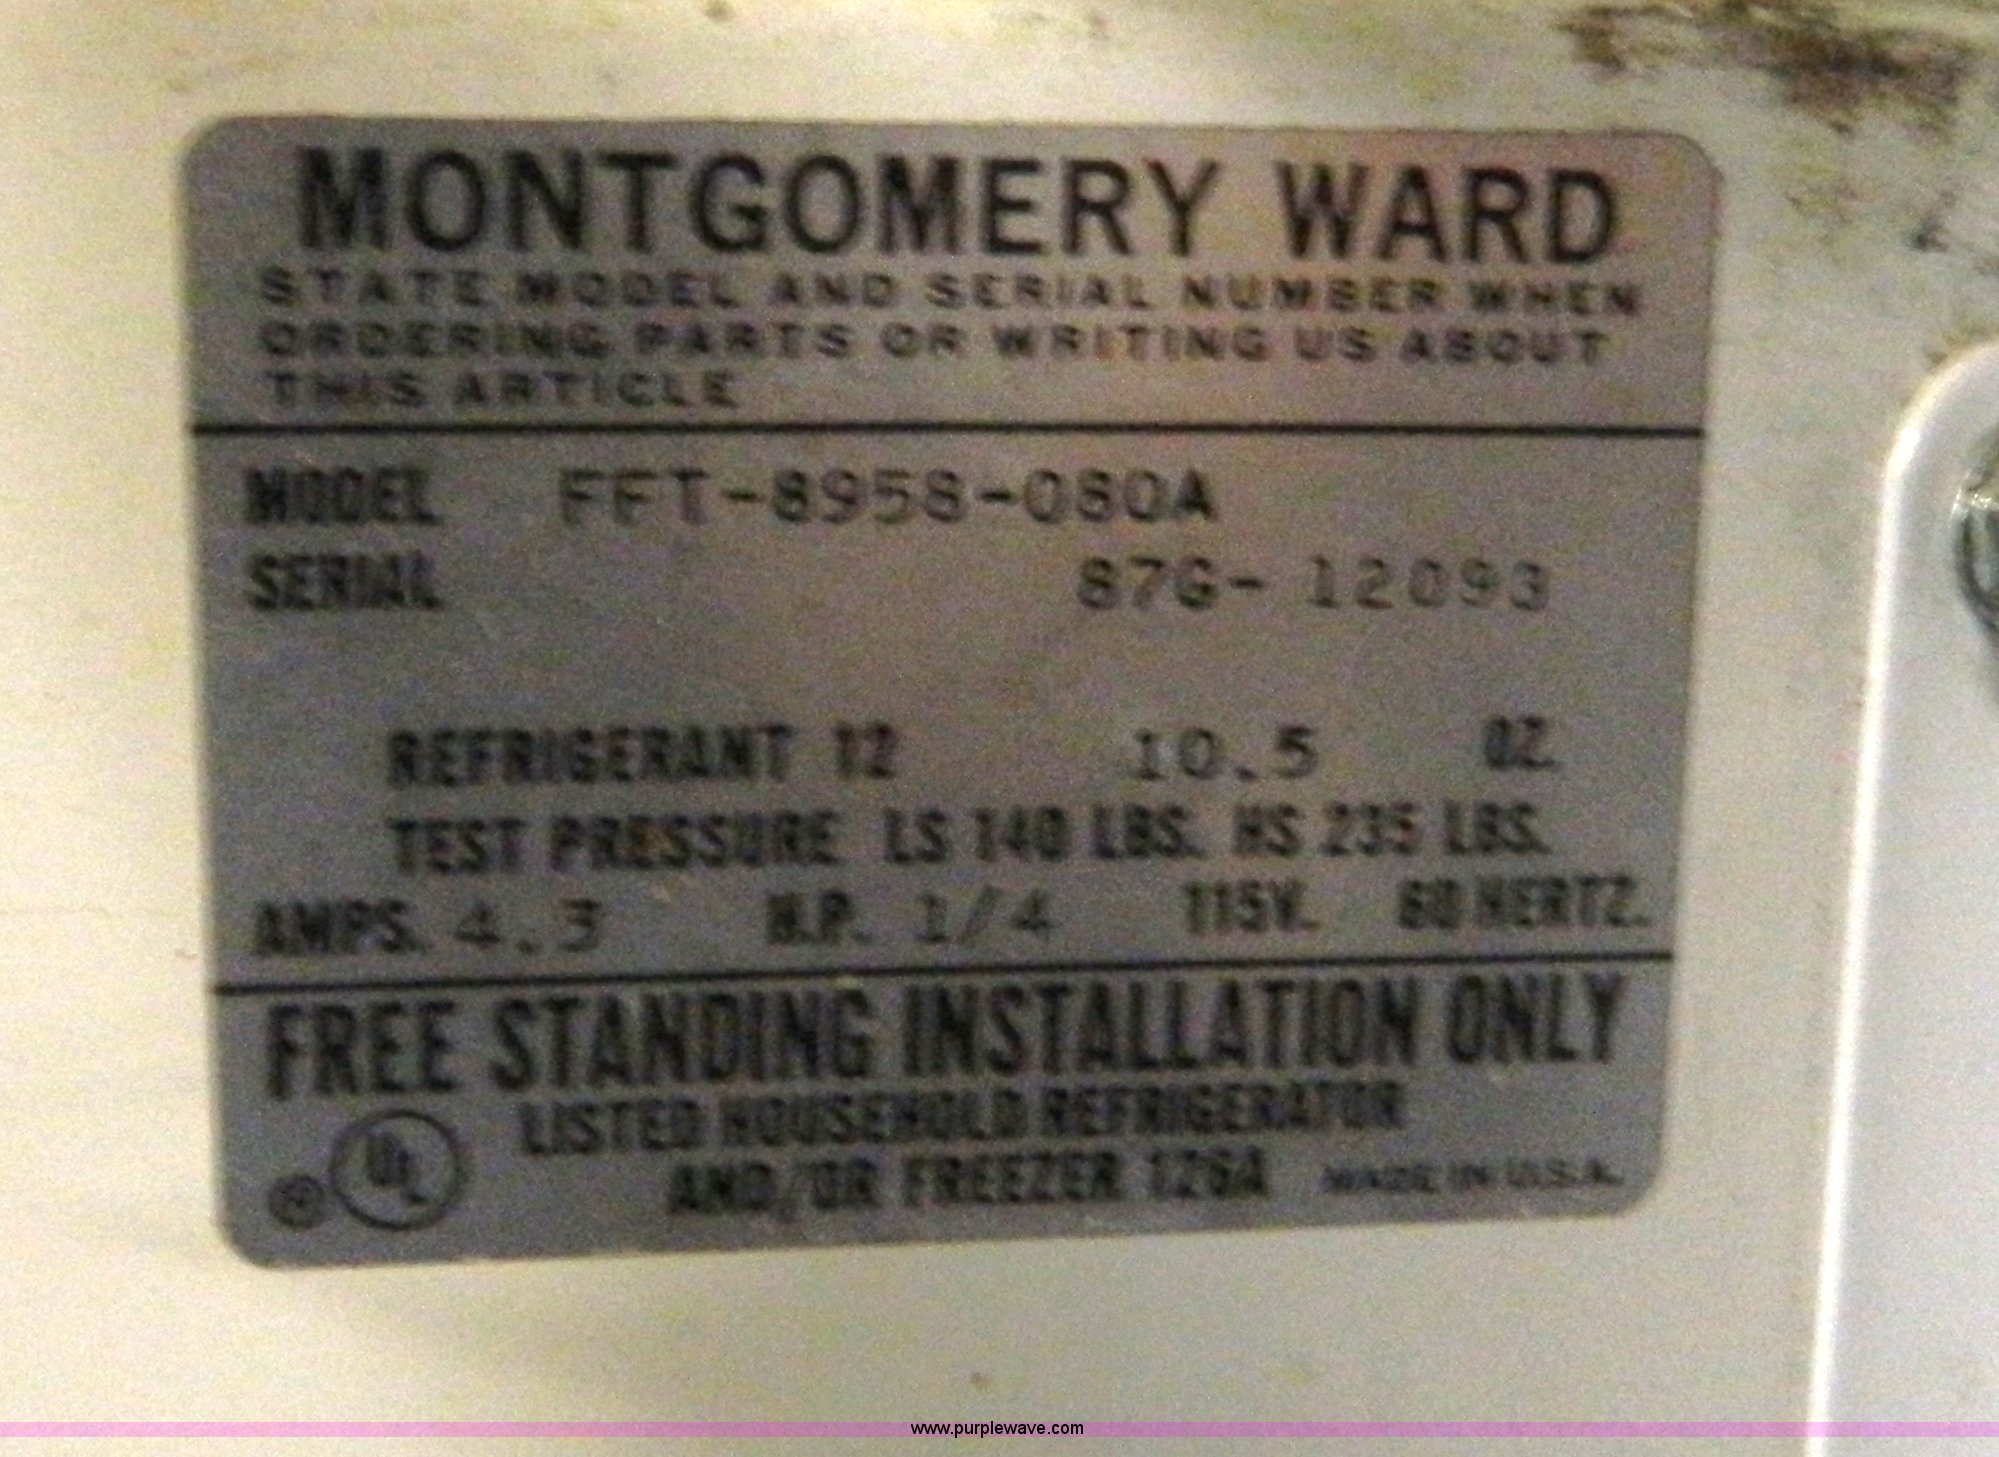 MONTGOMERY WARD
STATE MODEL AND SERIAL NUMBER WHEN
ORDERING PARTS OR WRITING US ABOUT
THIS ARTICLE
MODEL FFT-8958-080A
SERIAL 87G- 12093
REFRIGERANT 12 10.5 OZ.
TEST PRESSURE LS 140 LBS. HS 235 LBS.
AMPS. 4.3 H.P. 1/4 115V. 60 HERTZ.
FREE STANDING INSTALLATION ONLY
LISTED HOUSEHOLD REFRIGERATOR
® UL AND/OR FREEZER 126A MADE IN U.S.A.
www.purplewave.com